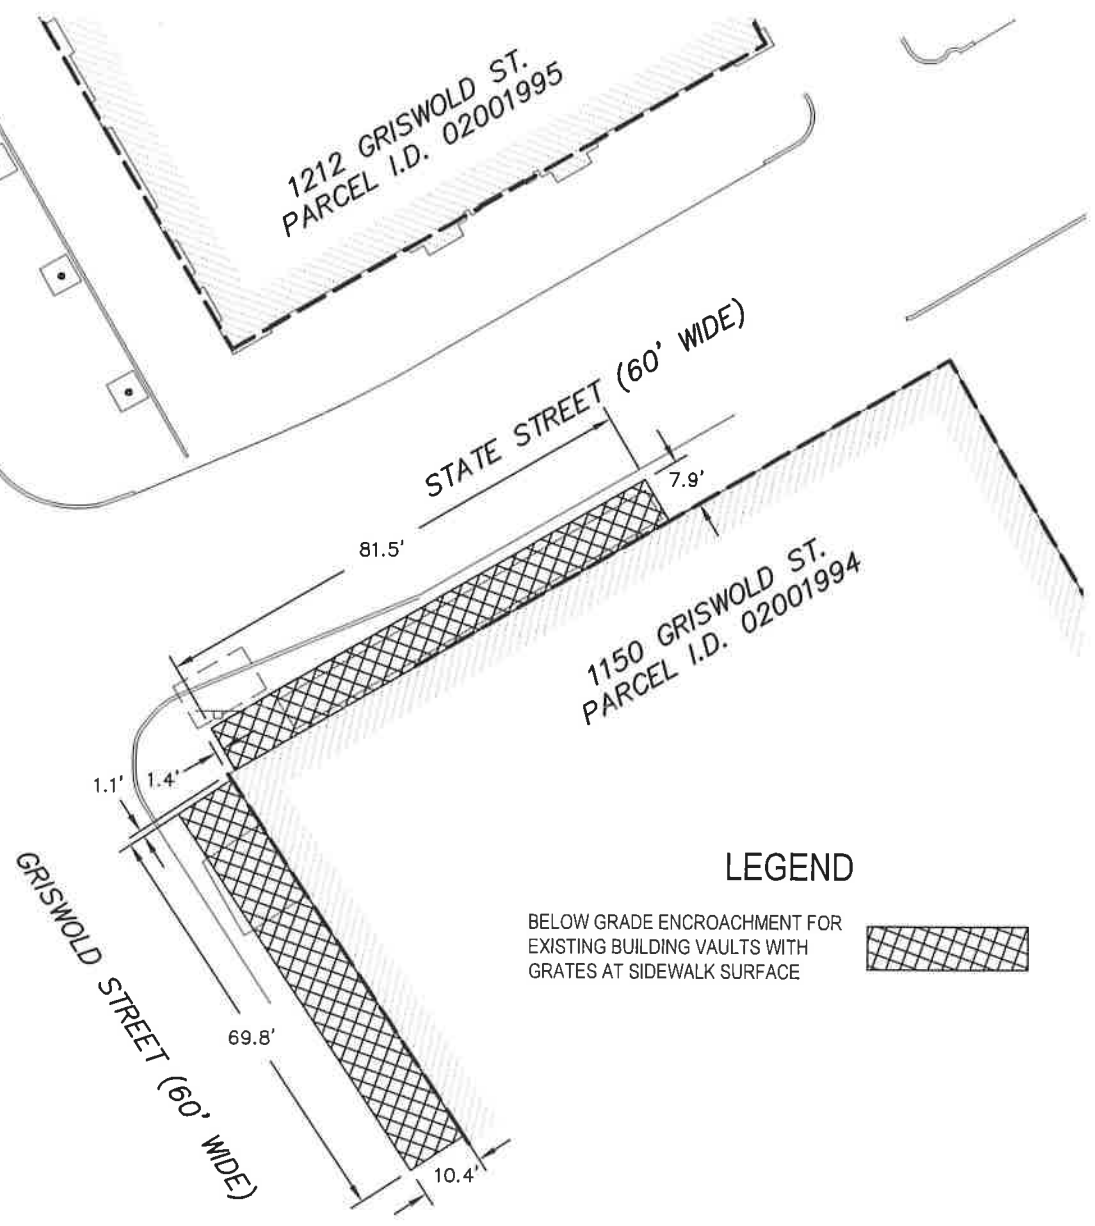 1212 GRISWOLD ST.
PARCEL I.D. 02001995
STATE STREET (60' WIDE)
7.9'
81.5'
1150 GRISWOLD ST.
PARCEL I.D. 02001994
1.1'
1.4'
GRISWOLD STREET (60' WIDE)
69.8'
10.4'
LEGEND
BELOW GRADE ENCROACHMENT FOR
EXISTING BUILDING VAULTS WITH
GRATES AT SIDEWALK SURFACE